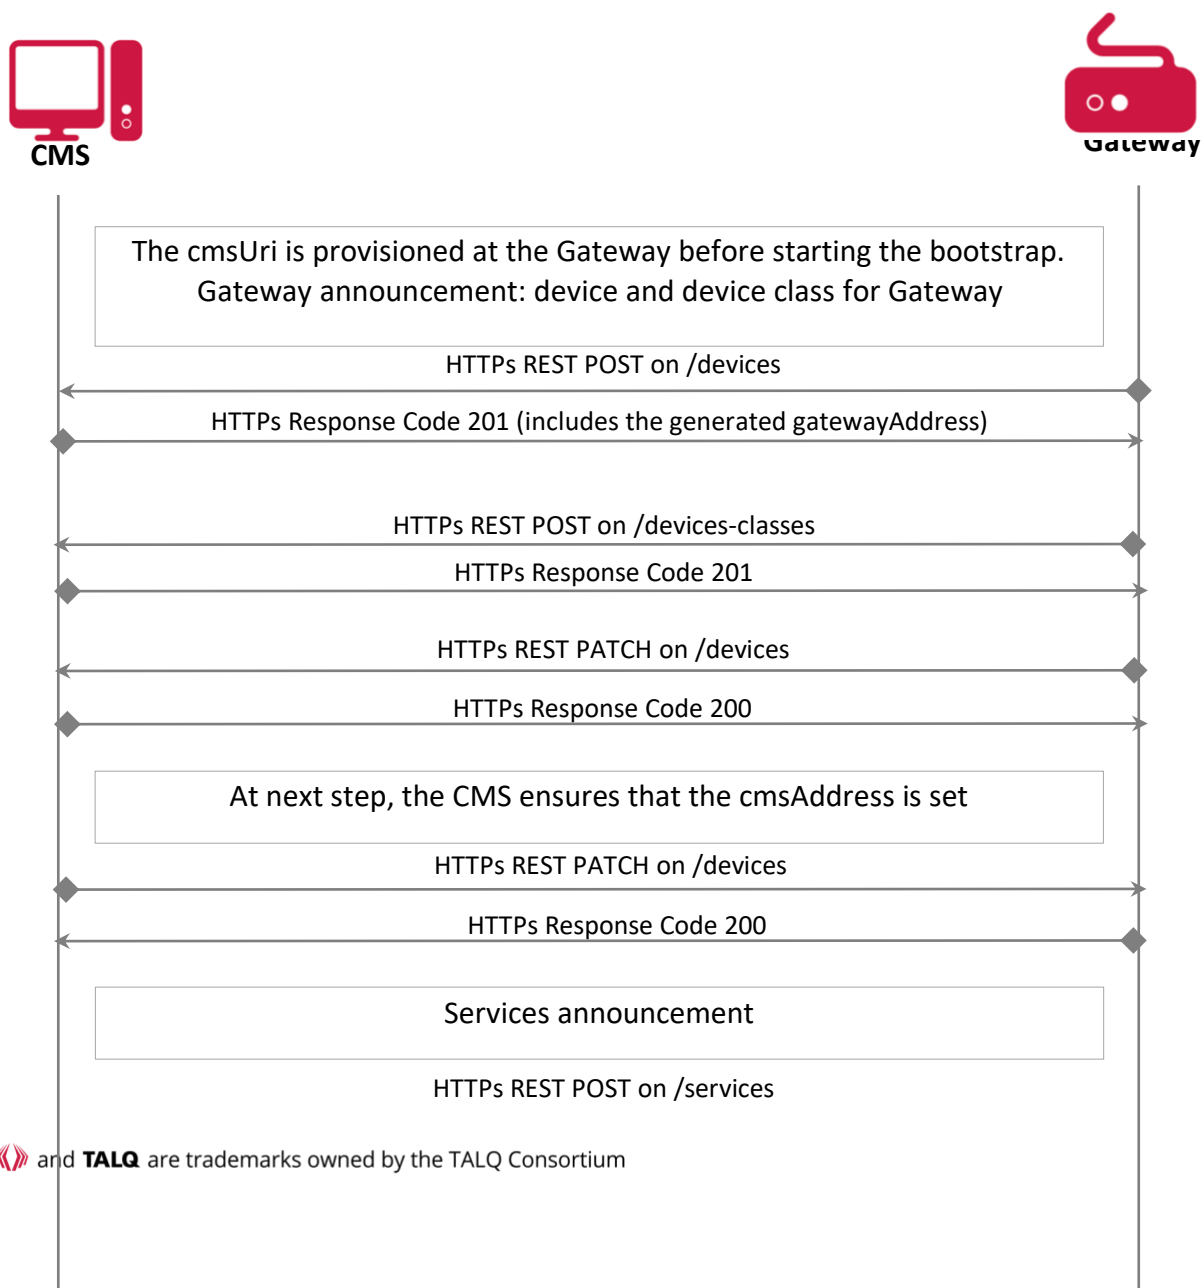 CMS
Gateway
The cmsUri is provisioned at the Gateway before starting the bootstrap.
Gateway announcement: device and device class for Gateway
HTTPs REST POST on /devices
HTTPs Response Code 201 (includes the generated gatewayAddress)
HTTPs REST POST on /devices-classes
HTTPs Response Code 201
HTTPs REST PATCH on /devices
HTTPs Response Code 200
At next step, the CMS ensures that the cmsAddress is set
HTTPs REST PATCH on /devices
HTTPs Response Code 200
Services announcement
HTTPs REST POST on /services
and TALQ are trademarks owned by the TALQ Consortium